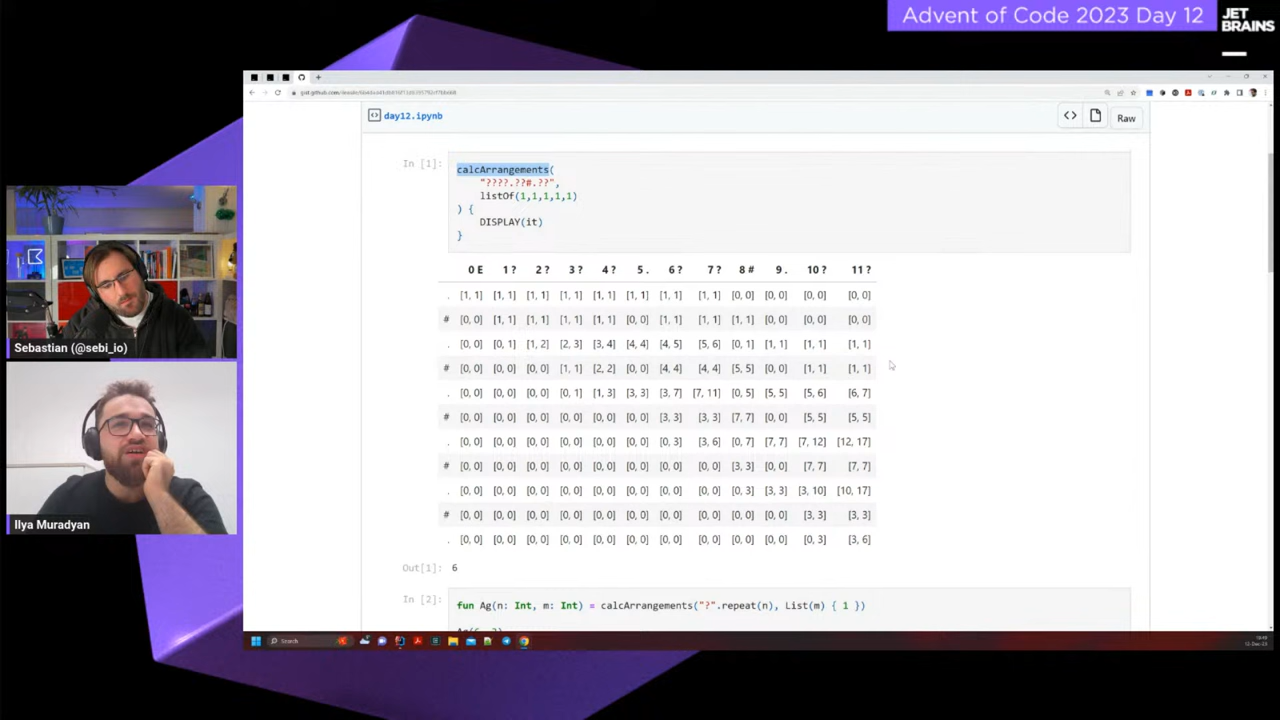 Advent of Code 2023 Day 12
JET
BRAINS
day12.ipynb
Raw
In [1]:
calcArrangements(
"????.??#.??",
listOf(1,1,1,1,1)
) {
DISPLAY(it)
}
0 E 1 ? 2 ? 3 ? 4 ? 5 . 6 ? 7 ? 8 # 9 . 10 ? 11 ?
. [1, 1] [1, 1] [1, 1] [1, 1] [1, 1] [1, 1] [1, 1] [1, 1] [0, 0] [0, 0] [0, 0] [0, 0]
# [0, 0] [1, 1] [1, 1] [1, 1] [1, 1] [0, 0] [1, 1] [1, 1] [1, 1] [0, 0] [0, 0] [0, 0]
. [0, 0] [0, 1] [1, 2] [2, 3] [3, 4] [4, 4] [4, 5] [5, 6] [0, 1] [1, 1] [1, 1] [1, 1]
# [0, 0] [0, 0] [0, 0] [1, 1] [2, 2] [0, 0] [4, 4] [4, 4] [5, 5] [0, 0] [1, 1] [1, 1]
. [0, 0] [0, 0] [0, 0] [0, 1] [1, 3] [3, 3] [3, 7] [7, 11] [0, 5] [5, 5] [5, 6] [6, 7]
# [0, 0] [0, 0] [0, 0] [0, 0] [0, 0] [0, 0] [3, 3] [3, 3] [7, 7] [0, 0] [5, 5] [5, 5]
. [0, 0] [0, 0] [0, 0] [0, 0] [0, 0] [0, 0] [0, 3] [3, 6] [0, 7] [7, 7] [7, 12] [12, 17]
# [0, 0] [0, 0] [0, 0] [0, 0] [0, 0] [0, 0] [0, 0] [0, 0] [3, 3] [0, 0] [7, 7] [7, 7]
. [0, 0] [0, 0] [0, 0] [0, 0] [0, 0] [0, 0] [0, 0] [0, 0] [0, 3] [3, 3] [3, 10] [10, 17]
# [0, 0] [0, 0] [0, 0] [0, 0] [0, 0] [0, 0] [0, 0] [0, 0] [0, 0] [0, 0] [3, 3] [3, 3]
. [0, 0] [0, 0] [0, 0] [0, 0] [0, 0] [0, 0] [0, 0] [0, 0] [0, 0] [0, 0] [0, 3] [3, 6]
Out[1]: 6
In [2]:
fun Ag(n: Int, m: Int) = calcArrangements("?".repeat(n), List(m) { 1 })
Sebastian (@sebi_io)
Ilya Muradyan
Search